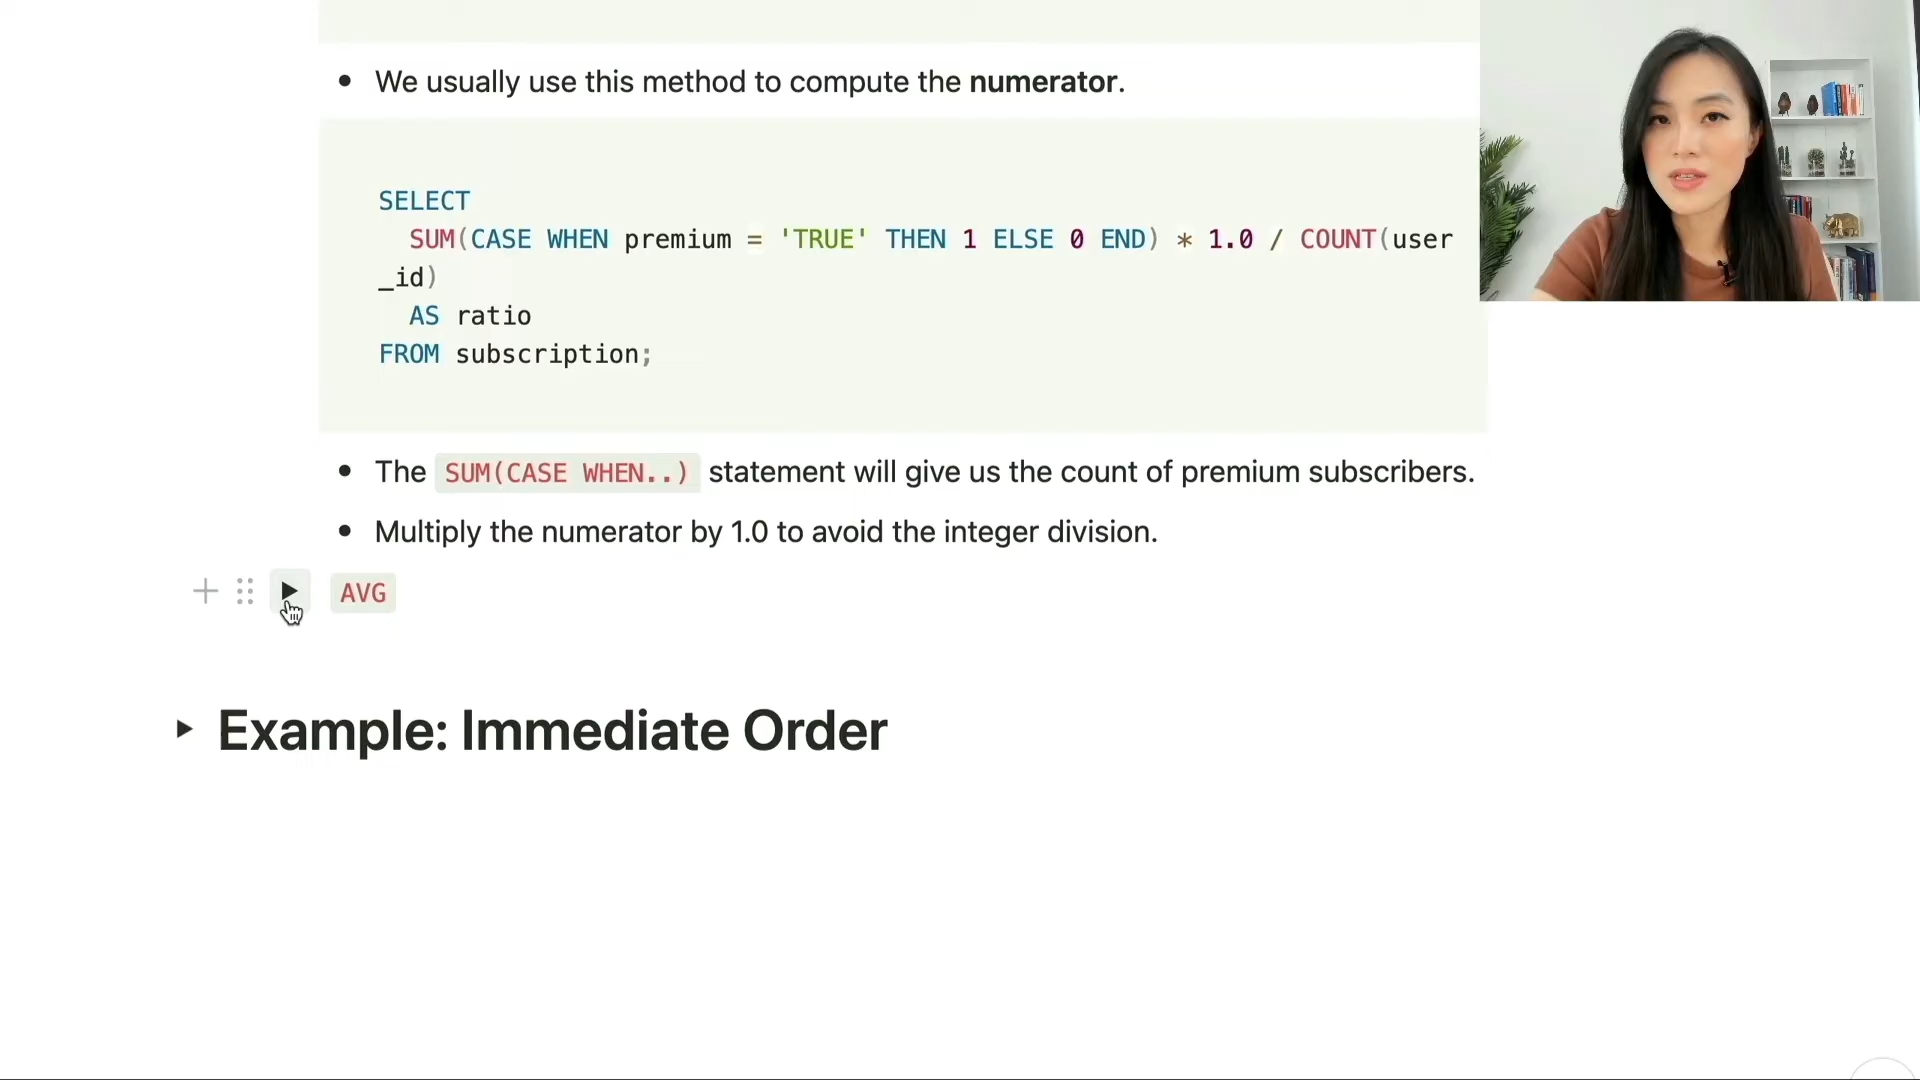 We usually use this method to compute the numerator.
SELECT
SUM(CASE WHEN premium = 'TRUE' THEN 1 ELSE 0 END) * 1.0 / COUNT(user
_id)
AS ratio
FROM subscription;
The SUM(CASE WHEN..) statement will give us the count of premium subscribers.
Multiply the numerator by 1.0 to avoid the integer division.
AVG
Example: Immediate Order